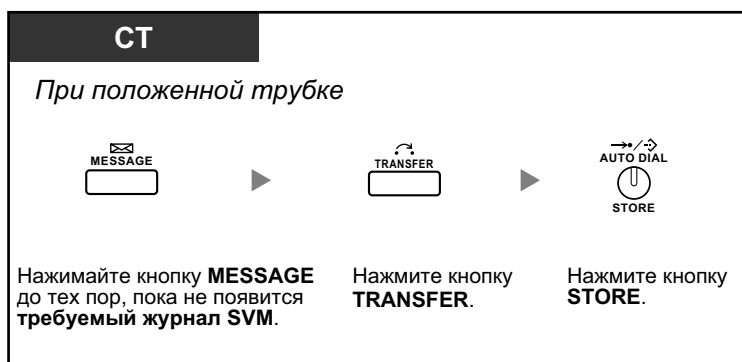 СТ
При положенной трубке
MESSAGE
TRANSFER
AUTO DIAL
STORE
Нажимайте кнопку MESSAGE
до тех пор, пока не появится
требуемый журнал SVM.
Нажмите кнопку
TRANSFER.
Нажмите кнопку
STORE.